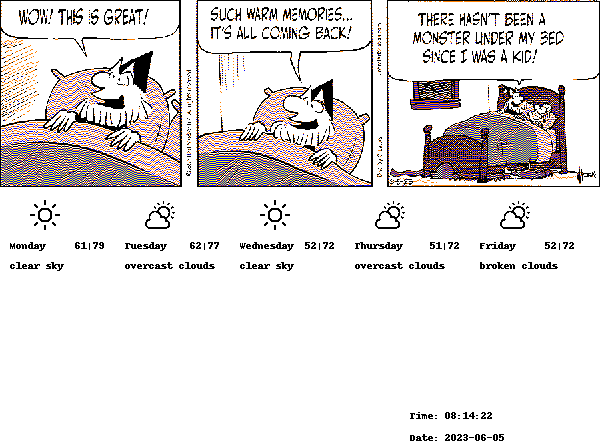 WOW! THIS IS GREAT!
SUCH WARM MEMORIES...
IT'S ALL COMING BACK!
THERE HASN'T BEEN A
MONSTER UNDER MY BED
SINCE I WAS A KID!
Monday 61|79
clear sky
Tuesday 62|77
overcast clouds
Wednesday 52|72
clear sky
Thursday 51|72
overcast clouds
Friday 52|72
broken clouds
Time: 08:14:22
Date: 2023-06-05